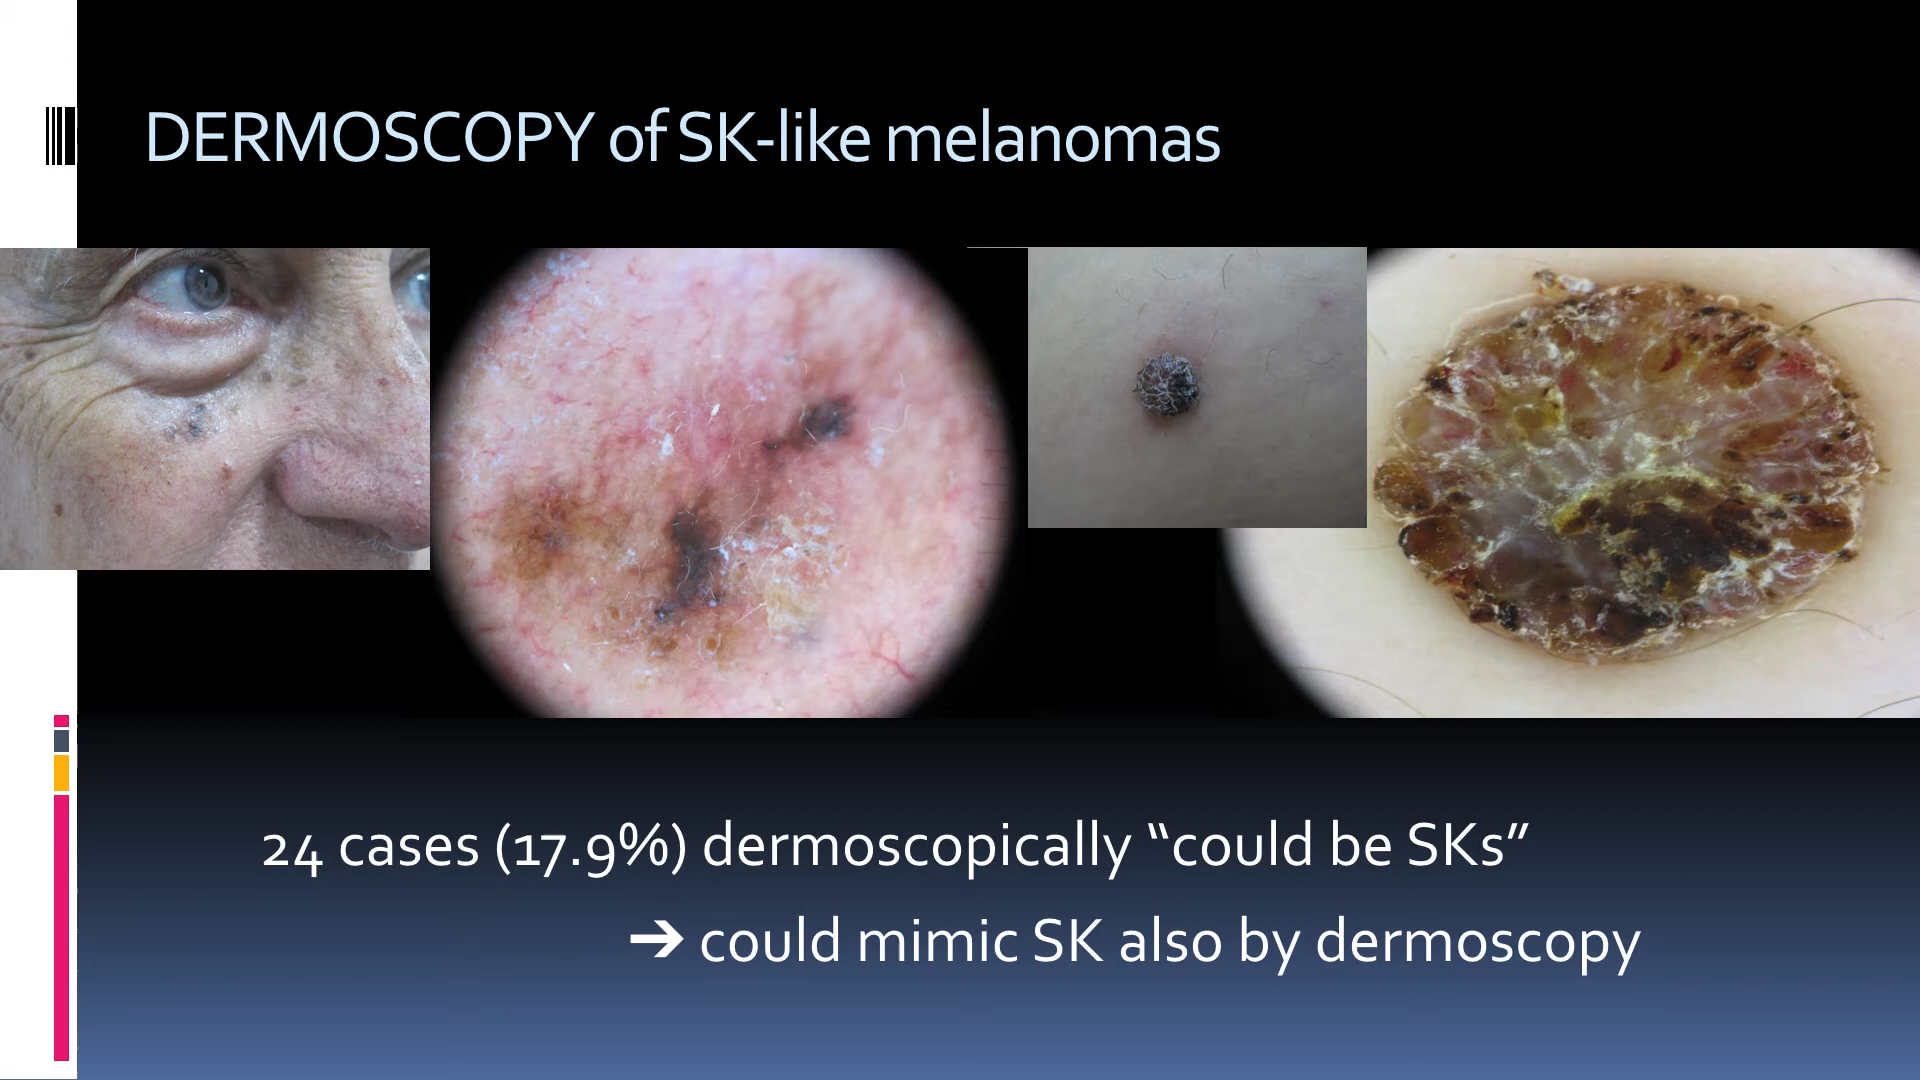 DERMOSCOPY of SK-like melanomas
24 cases (17.9%) dermoscopically “could be SKs”
➔ could mimic SK also by dermoscopy